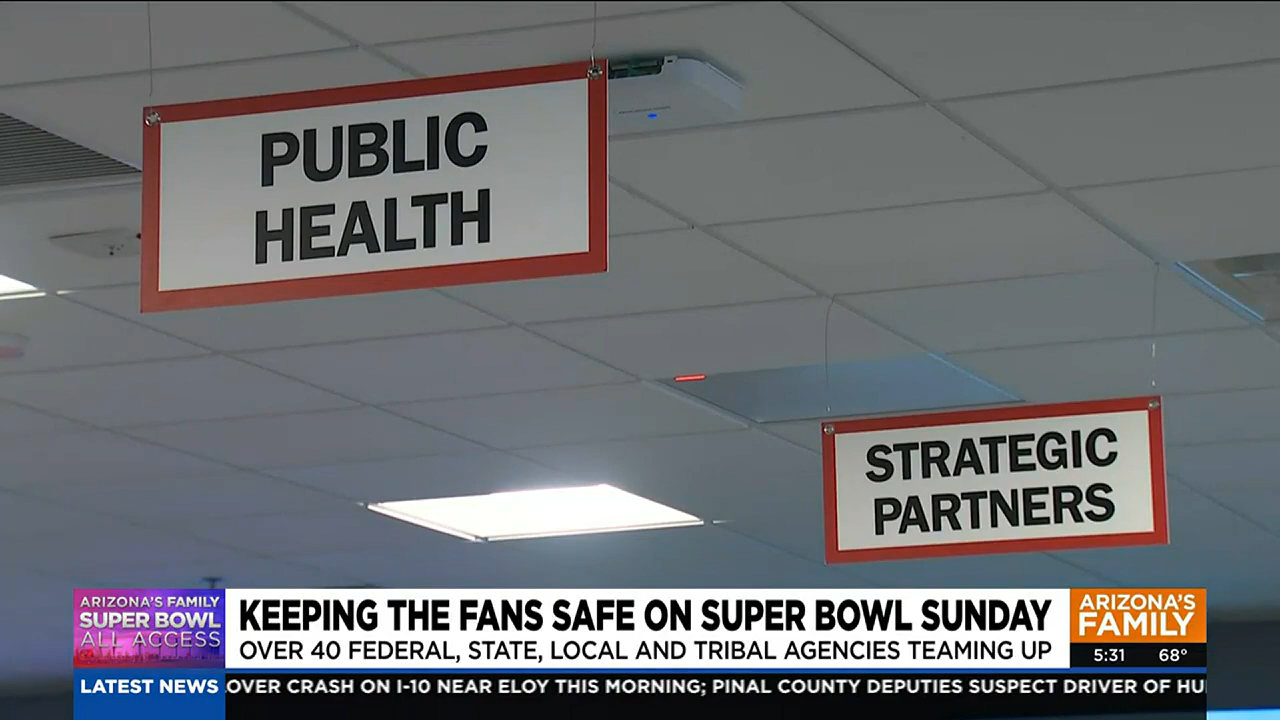 PUBLIC
HEALTH
STRATEGIC
PARTNERS
ARIZONA'S FAMILY
SUPER BOWL
ALL ACCESS
KEEPING THE FANS SAFE ON SUPER BOWL SUNDAY
OVER 40 FEDERAL, STATE, LOCAL AND TRIBAL AGENCIES TEAMING UP
ARIZONA'S
FAMILY
5:31 68°
LATEST NEWS
OVER CRASH ON I-10 NEAR ELOY THIS MORNING; PINAL COUNTY DEPUTIES SUSPECT DRIVER OF